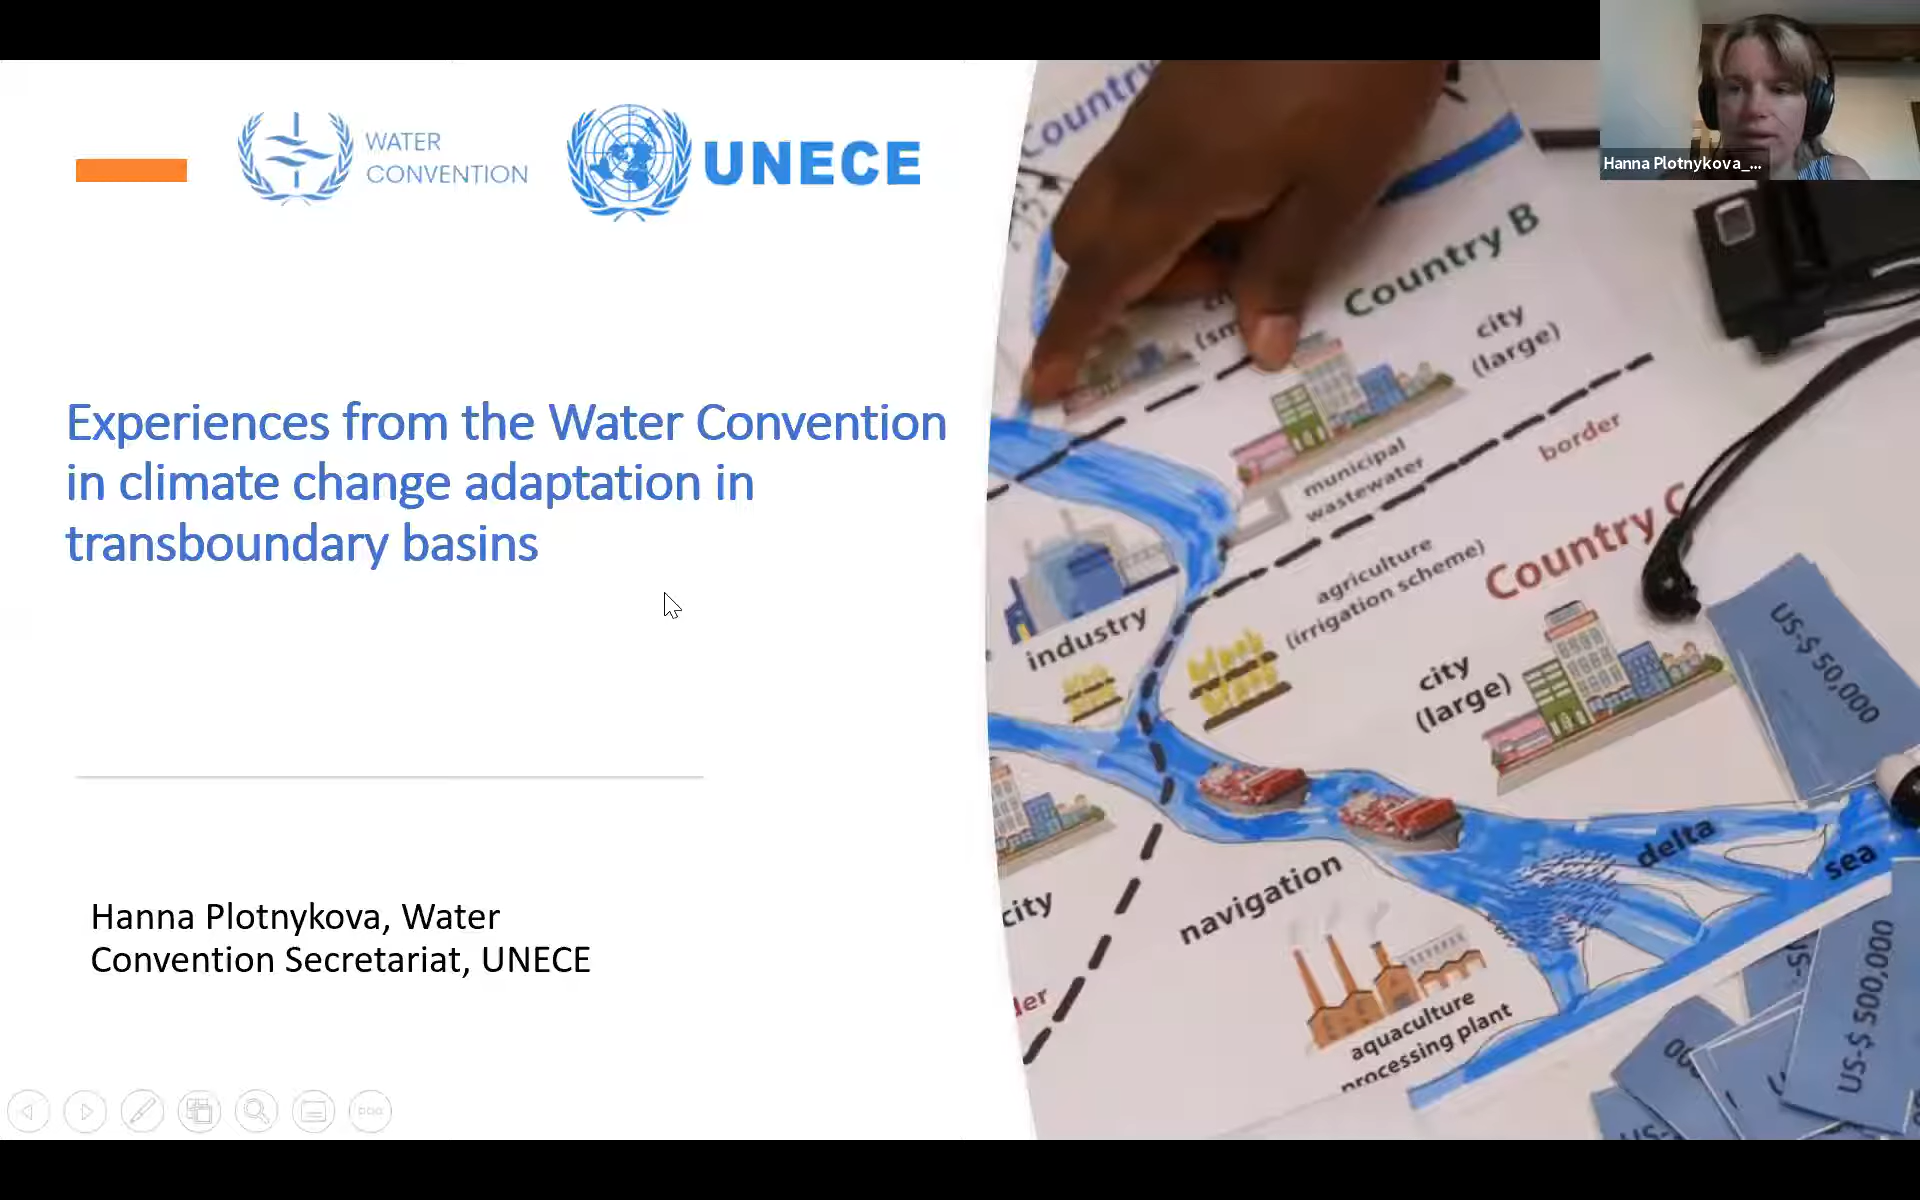 WATER
CONVENTION
UNECE
Experiences from the Water Convention
in climate change adaptation in
transboundary basins
Hanna Plotnykova, Water
Convention Secretariat, UNECE
Hanna Plotnykova_...
Country
Country B
city
(large)
border
municipal
wastewater
agriculture
(irrigation scheme)
Country C
city
(large)
industry
US-$ 50,000
navigation
delta
sea
city
aquaculture
processing plant
US-$ 500,000